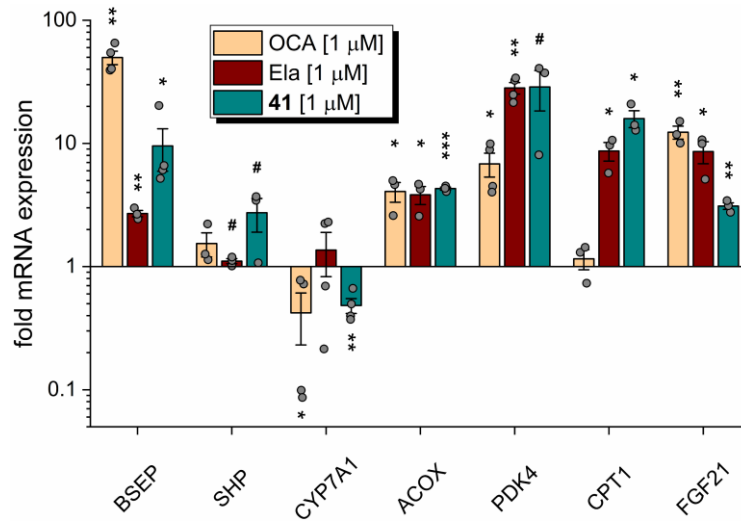 fold mRNA expression
100
10
1
0.1
OCA [1 μM]
Ela [1 μM]
41 [1 μM]
**
**
*
#
#
*
**
*
*
***
*
**
#
*
*
**
*
**
BSEP
SHP
CYP7A1
ACOX
PDK4
CPT1
FGF21